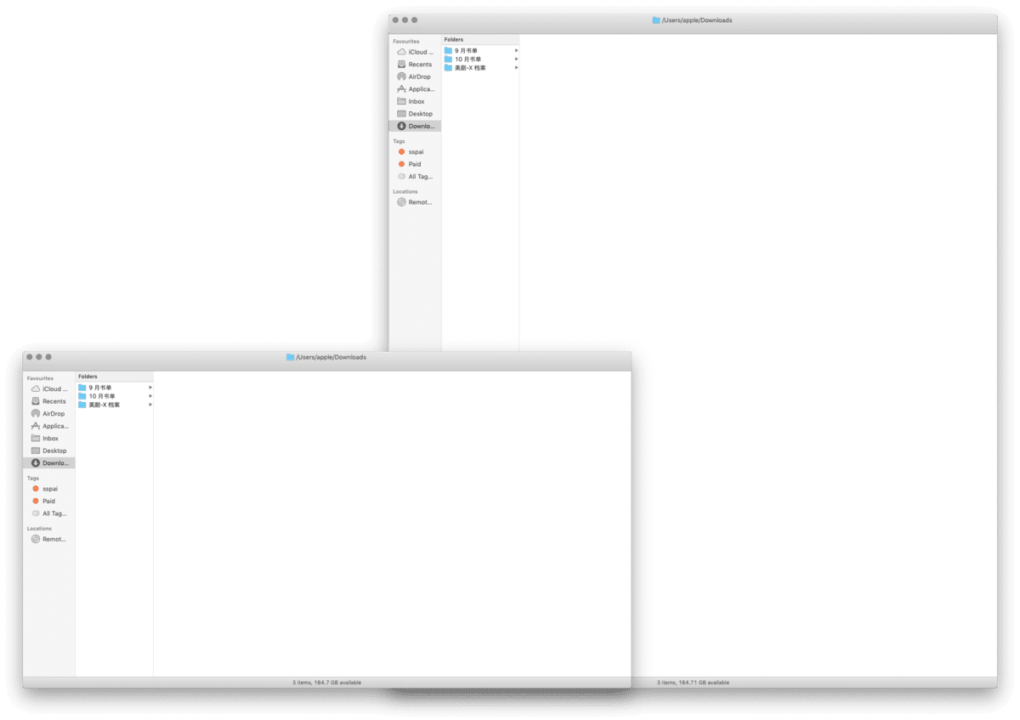 /Users/apple/Downloads
Favourites
iCloud ...
Recents
AirDrop
Applica...
Inbox
Desktop
Downlo...
Tags
sspai
Paid
All Tag...
Locations
Remot...
Folders
9 月书单
10 月书单
美剧-X 档案
3 items, 164.71 GB available
/Users/apple/Downloads
Favourites
iCloud ...
Recents
AirDrop
Applica...
Inbox
Desktop
Downlo...
Tags
sspai
Paid
All Tag...
Locations
Remot...
Folders
9 月书单
10 月书单
美剧-X 档案
3 items, 164.7 GB available